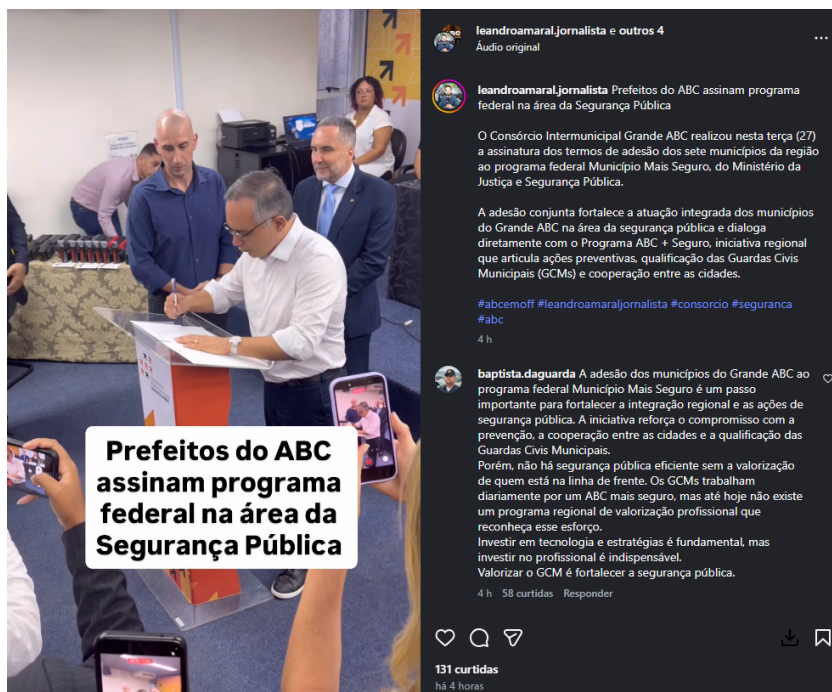 leandroamaral.jornalista e outros 4
Áudio original
leandroamaral.jornalista Prefeitos do ABC assinam programa
federal na área da Segurança Pública
O Consórcio Intermunicipal Grande ABC realizou nesta terça (27)
a assinatura dos termos de adesão dos sete municípios da região
ao programa federal Município Mais Seguro, do Ministério da
Justiça e Segurança Pública.
A adesão conjunta fortalece a atuação integrada dos municípios
do Grande ABC na área da segurança pública e dialoga
diretamente com o Programa ABC + Seguro, iniciativa regional
que articula ações preventivas, qualificação das Guardas Civis
Municipais (GCMs) e cooperação entre as cidades.
#abcemoff #leandroamaraljornalista #consorcio #seguranca
#abc
4 h
baptista.daguarda A adesão dos municípios do Grande ABC ao
programa federal Município Mais Seguro é um passo
importante para fortalecer a integração regional e as ações de
segurança pública. A iniciativa reforça o compromisso com a
prevenção, a cooperação entre as cidades e a qualificação das
Guardas Civis Municipais.
Porém, não há segurança pública eficiente sem a valorização
de quem está na linha de frente. Os GCMs trabalham
diariamente por um ABC mais seguro, mas até hoje não existe
um programa regional de valorização profissional que
reconheça esse esforço.
Investir em tecnologia e estratégias é fundamental, mas
investir no profissional é indispensável.
Valorizar o GCM é fortalecer a segurança pública.
4 h 58 curtidas Responder
131 curtidas
há 4 horas
Prefeitos do ABC
assinam programa
federal na área da
Segurança Pública